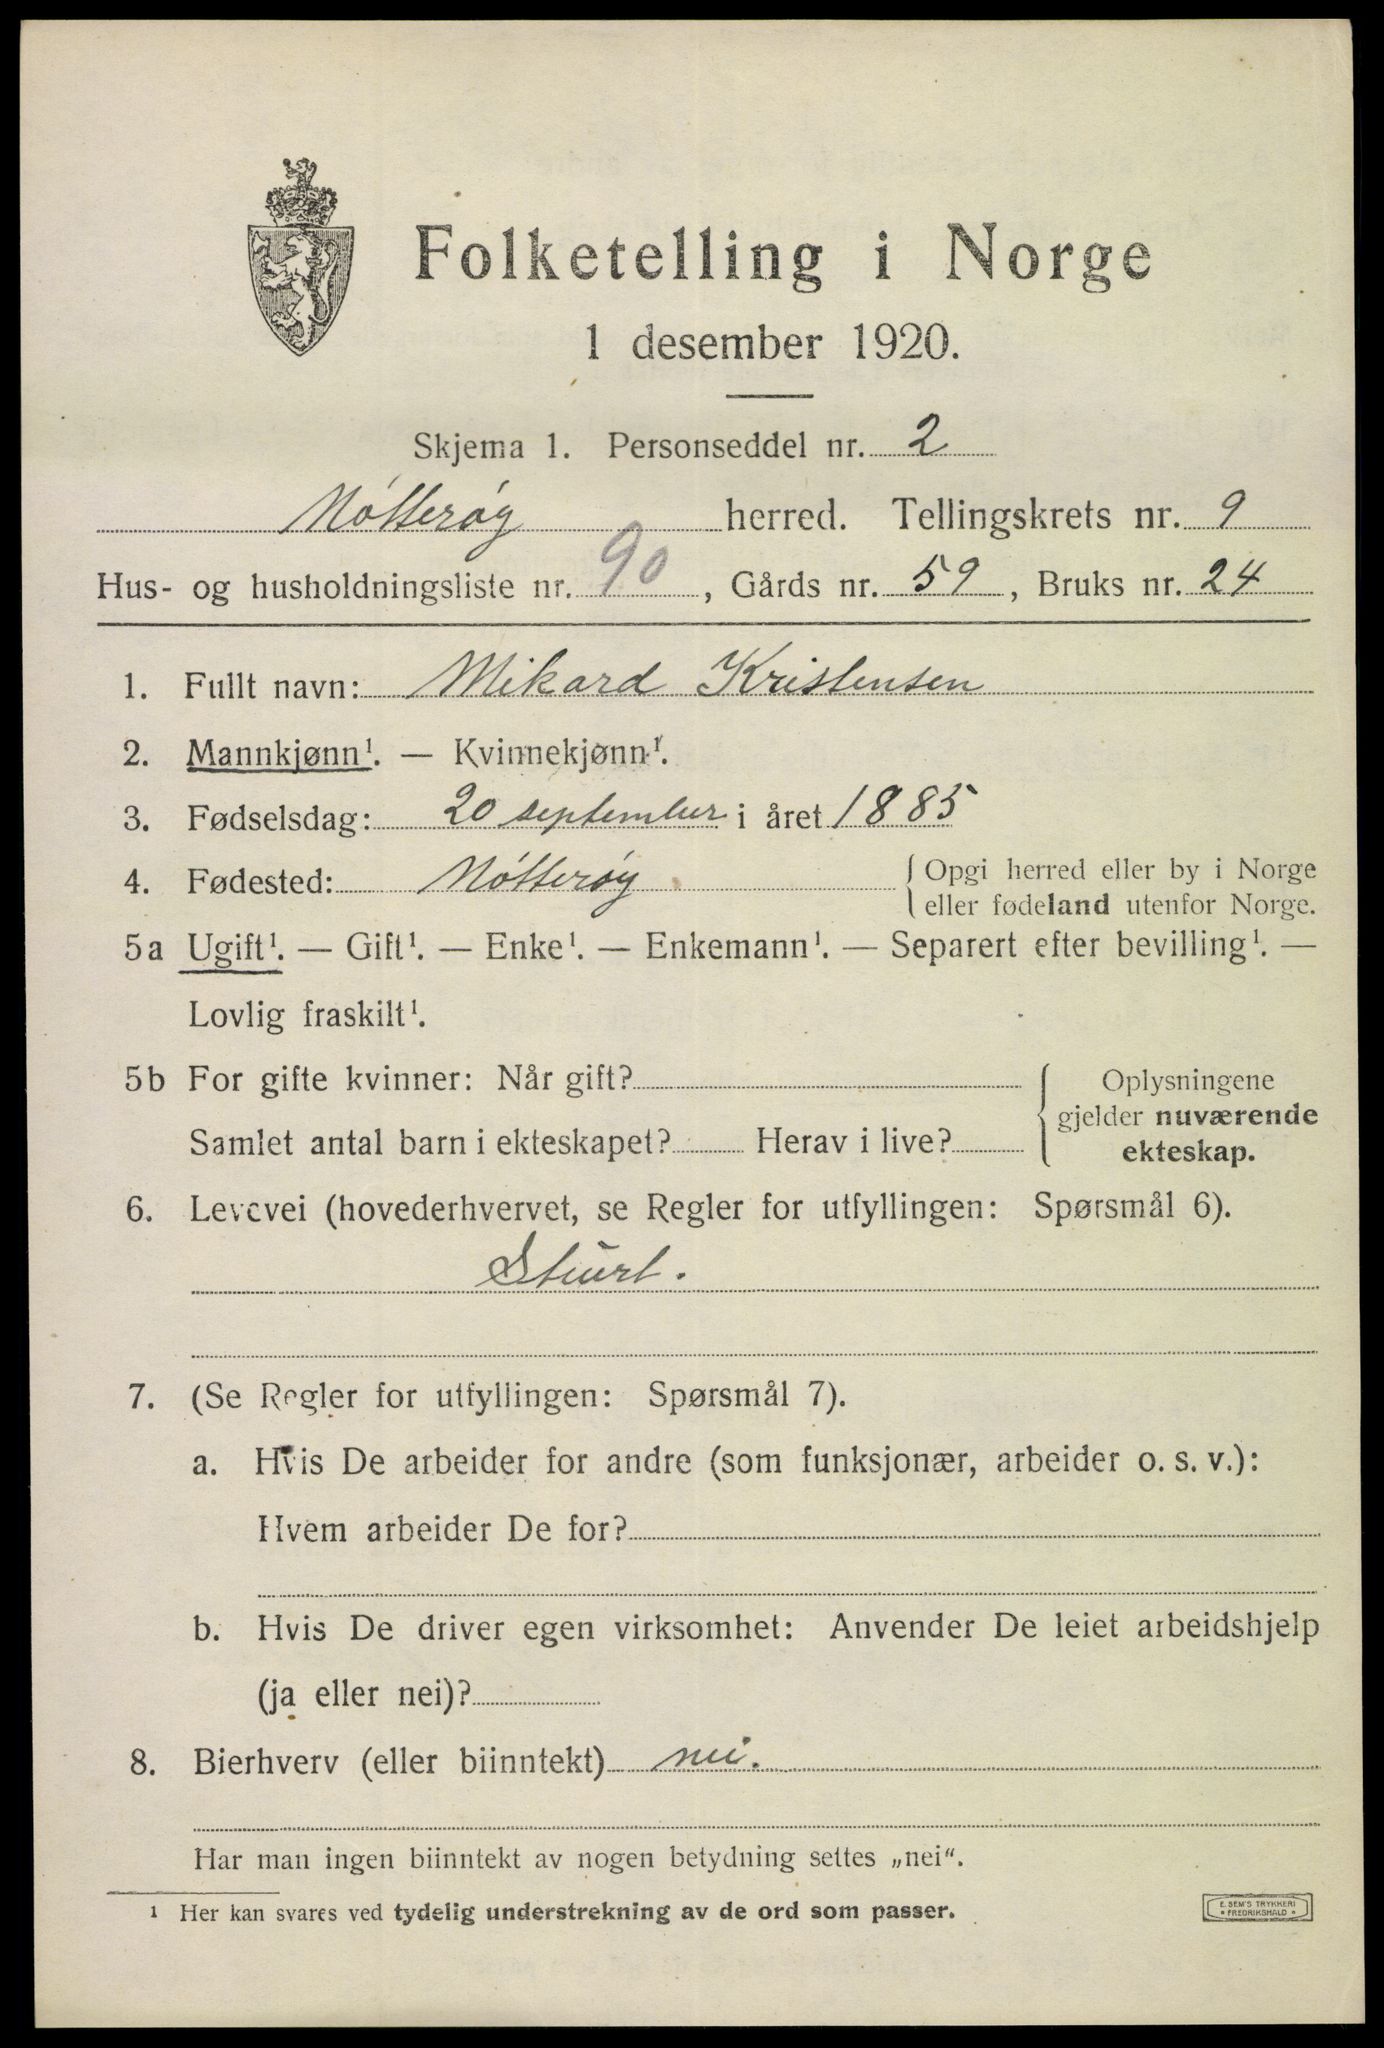 Folketelling i Norge
1 desember 1920.
Skjema 1. Personseddel nr. 2
Nótterøy herred. Tellingskrets nr. 9
Hus- og husholdningsliste nr. 90, Gårds nr. 59, Bruks nr. 24
1. Fullt navn: Mikard Kristensen
2. Mannkjønn¹. — Kvinnekjønn¹.
3. Fødselsdag: 20 september i året 1885
4. Fødested: Nótterøy { Opgi herred eller by i Norge
eller fødeland utenfor Norge.
5a Ugift¹. — Gift¹. — Enke¹. — Enkemann¹. — Separert efter bevilling¹. —
Lovlig fraskilt¹.
5b For gifte kvinner: Når gift? { Oplysningene
gjelder nuværende
Samlet antal barn i ekteskapet? Herav i live?
ekteskap.
6. Levevei (hovederhvervet, se Regler for utfyllingen: Spørsmål 6).
Stuert.
7. (Se Regler for utfyllingen: Spørsmål 7).
a. Hvis De arbeider for andre (som funksjonær, arbeider o. s. v.):
Hvem arbeider De for?
b. Hvis De driver egen virksomhet: Anvender De leiet arbeidshjelp
(ja eller nei)?
8. Bierhverv (eller biinntekt) nei.
Har man ingen biinntekt av nogen betydning settes „nei“.
¹ Her kan svares ved tydelig understrekning av de ord som passer.
E. SEM'S TRYKKERI
• FREDRIKSHALD •